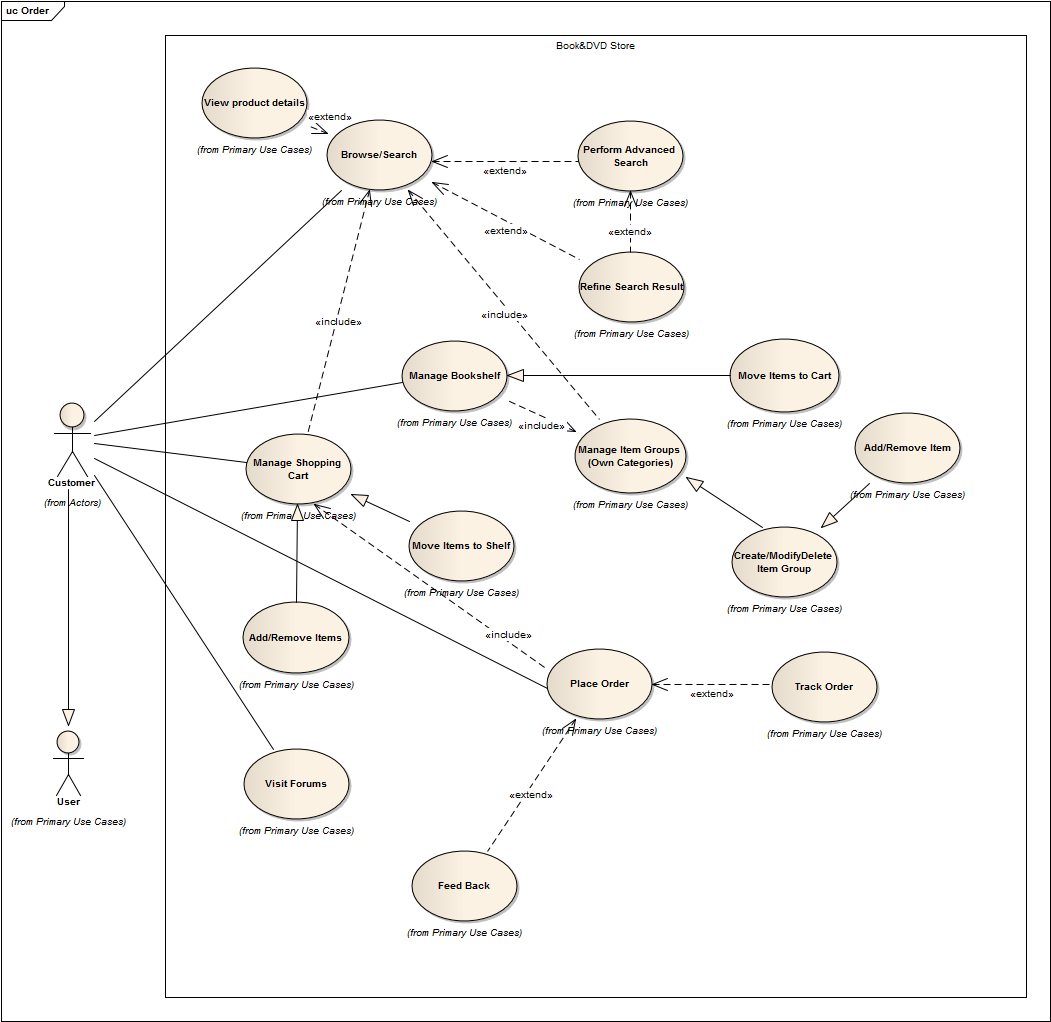 uc Order
Book&DVD Store
View product details
(from Primary Use Cases)
«extend»
Browse/Search
(from Primary Use Cases)
Perform Advanced
Search
(from Primary Use Cases)
«extend»
«extend»
«extend»
Refine Search Result
(from Primary Use Cases)
«include»
«include»
Manage Bookshelf
(from Primary Use Cases)
Move Items to Cart
(from Primary Use Cases)
«include»
Manage Item Groups
(Own Categories)
(from Primary Use Cases)
Add/Remove Item
(from Primary Use Cases)
Customer
(from Actors)
Manage Shopping
Cart
(from Primary Use Cases)
Move Items to Shelf
(from Primary Use Cases)
Create/ModifyDelete
Item Group
(from Primary Use Cases)
Add/Remove Items
(from Primary Use Cases)
«include»
Place Order
(from Primary Use Cases)
«extend»
Track Order
(from Primary Use Cases)
User
(from Primary Use Cases)
Visit Forums
(from Primary Use Cases)
«extend»
Feed Back
(from Primary Use Cases)